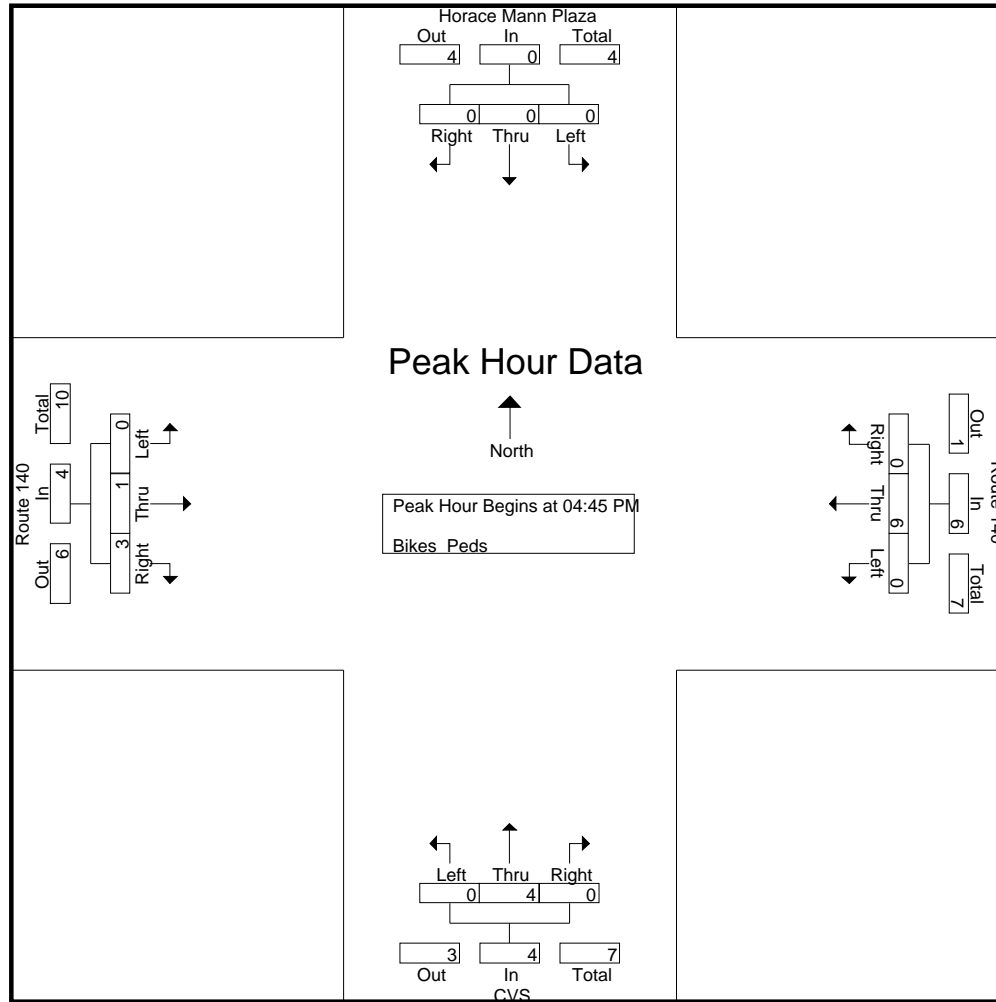 Horace Mann Plaza
Out In Total
4 0 4
0 0 0
Right Thru Left
Peak Hour Data
North
Peak Hour Begins at 04:45 PM
Bikes Peds
Route 140
Total In Out
10 4 6
0 1 3
Left Thru Right
Right Thru Left
0 6 0
1 6 7
Out In Total
Route 140
Left Thru Right
0 4 0
3 4 7
Out In Total
CVS